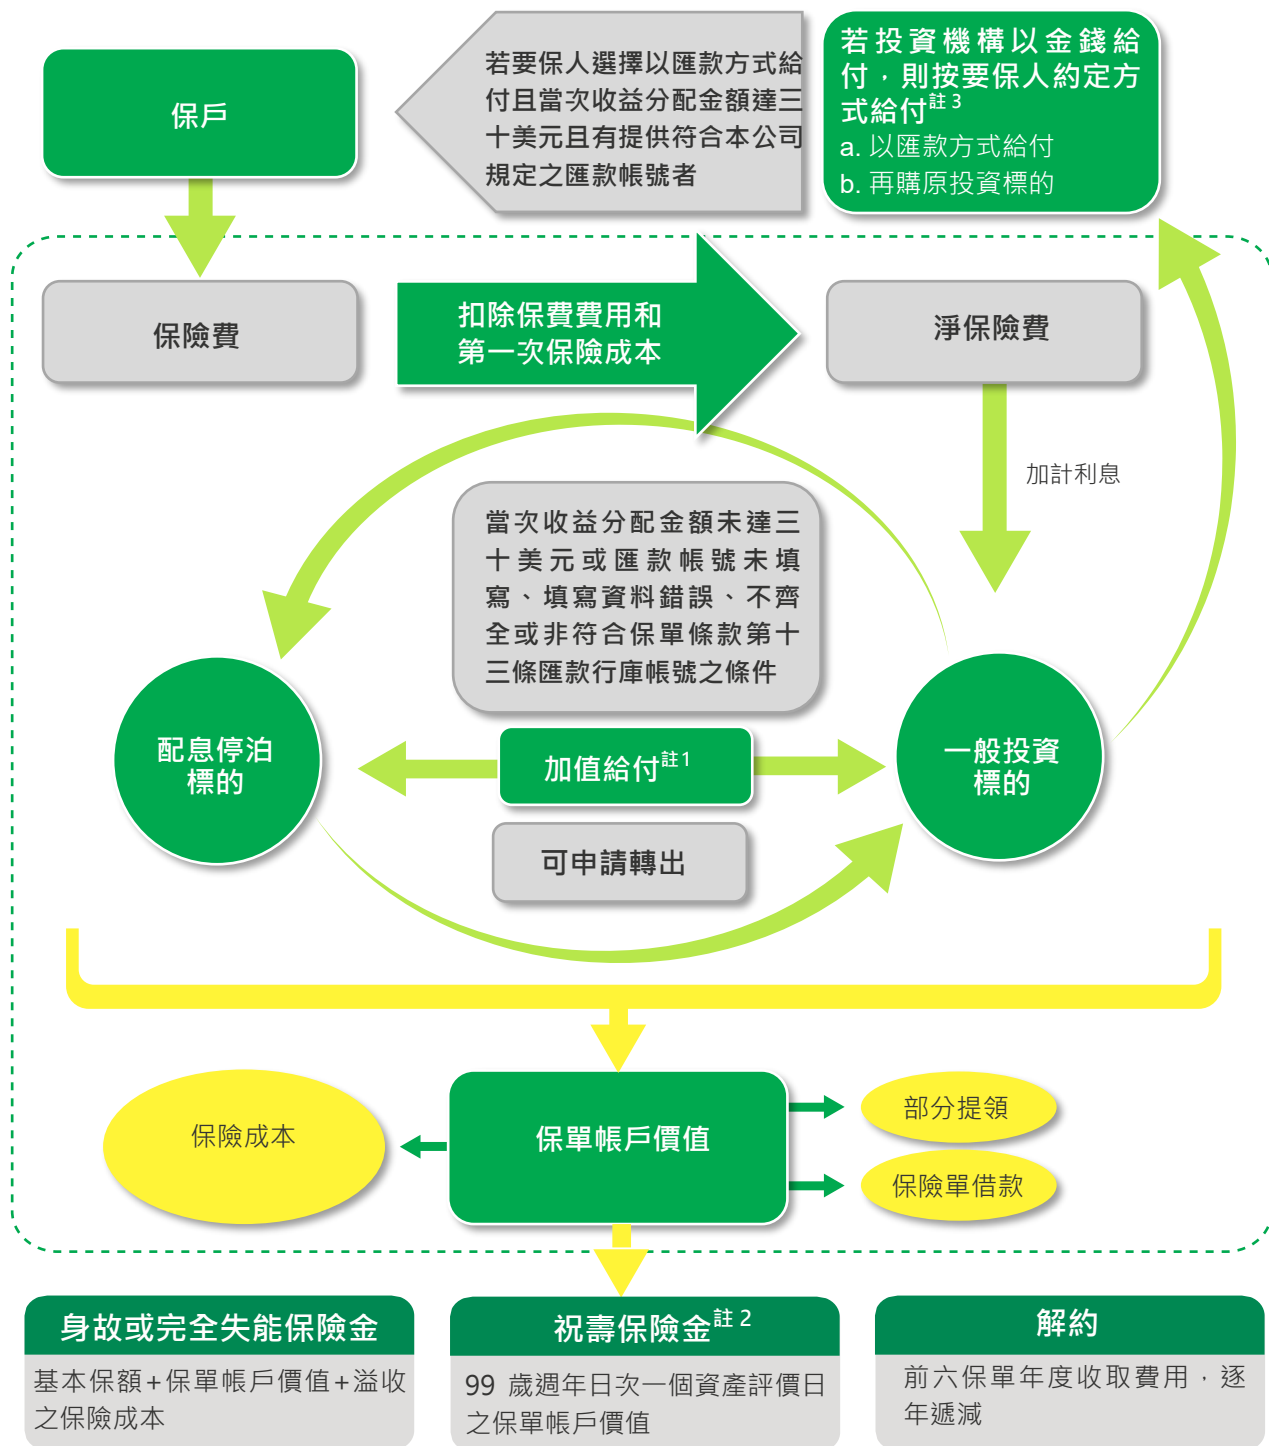 保戶
若要保人選擇以匯款方式給
付且當次收益分配金額達三
十美元且有提供符合本公司
規定之匯款帳號者
若投資機構以金錢給
付，則按要保人約定方
式給付註3
a. 以匯款方式給付
b. 再購原投資標的
保險費
扣除保費費用和
第一次保險成本
淨保險費
加計利息
當次收益分配金額未達三
十美元或匯款帳號未填
寫、填寫資料錯誤、不齊
全或非符合保單條款第十
三條匯款行庫帳號之條件
配息停泊
標的
加值給付註1
一般投資
標的
可申請轉出
保險成本
保單帳戶價值
部分提領
保險單借款
身故或完全失能保險金
基本保額+保單帳戶價值+溢收
之保險成本
祝壽保險金註2
99 歲週年日次一個資產評價日
之保單帳戶價值
解約
前六保單年度收取費用，逐
年遞減